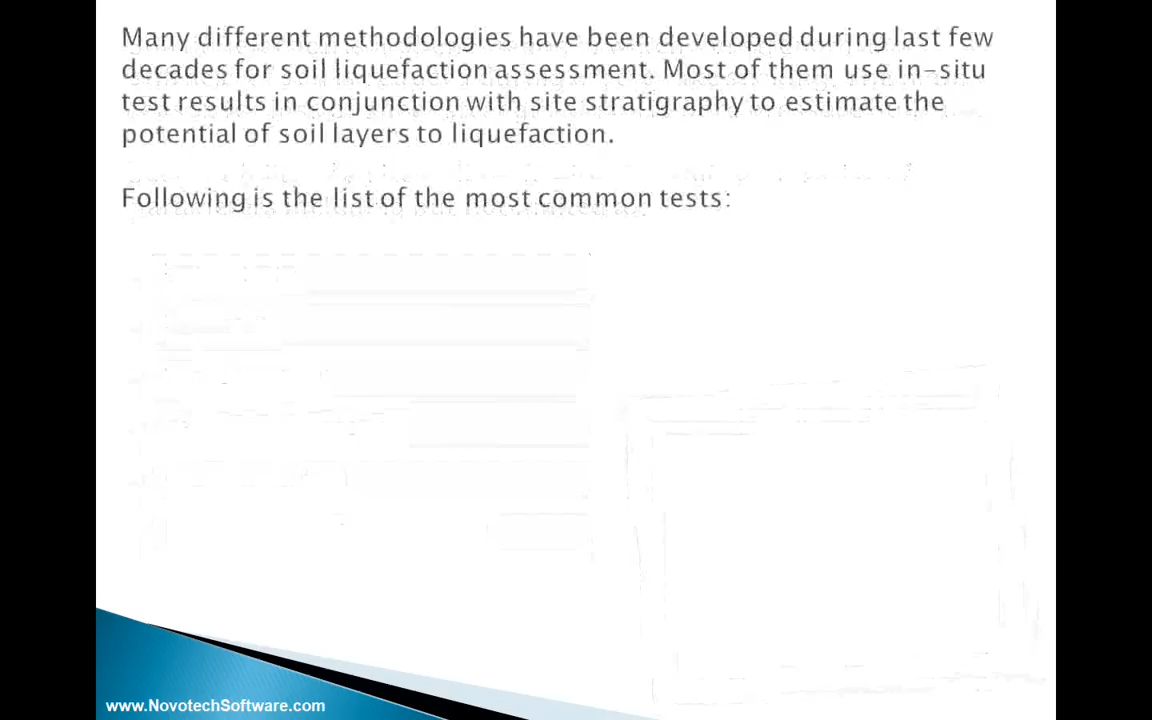 Many different methodologies have been developed during last few
decades for soil liquefaction assessment. Most of them use in-situ
test results in conjunction with site stratigraphy to estimate the
potential of soil layers to liquefaction.
Following is the list of the most common tests:
www.NovotechSoftware.com